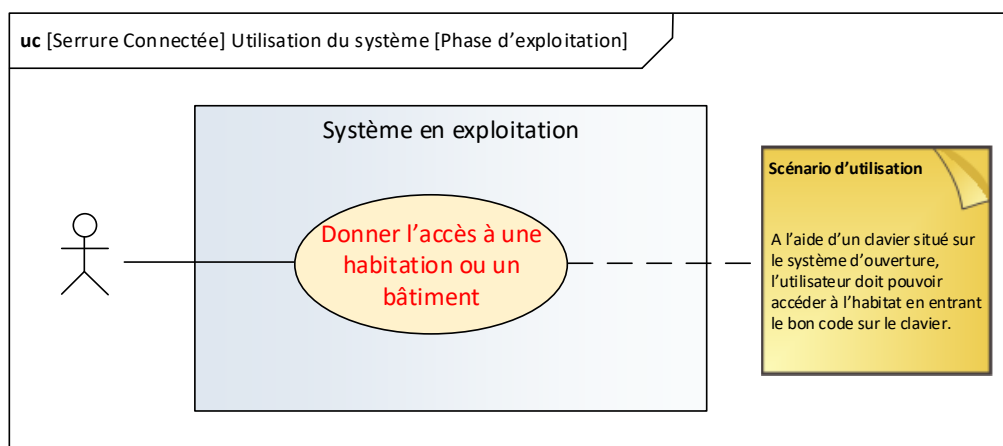 uc [Serrure Connectée] Utilisation du système [Phase d’exploitation]
Système en exploitation
Donner l’accès à une
habitation ou un
bâtiment
Scénario d’utilisation
A l’aide d’un clavier situé sur
le système d’ouverture,
l’utilisateur doit pouvoir
accéder à l’habitat en entrant
le bon code sur le clavier.